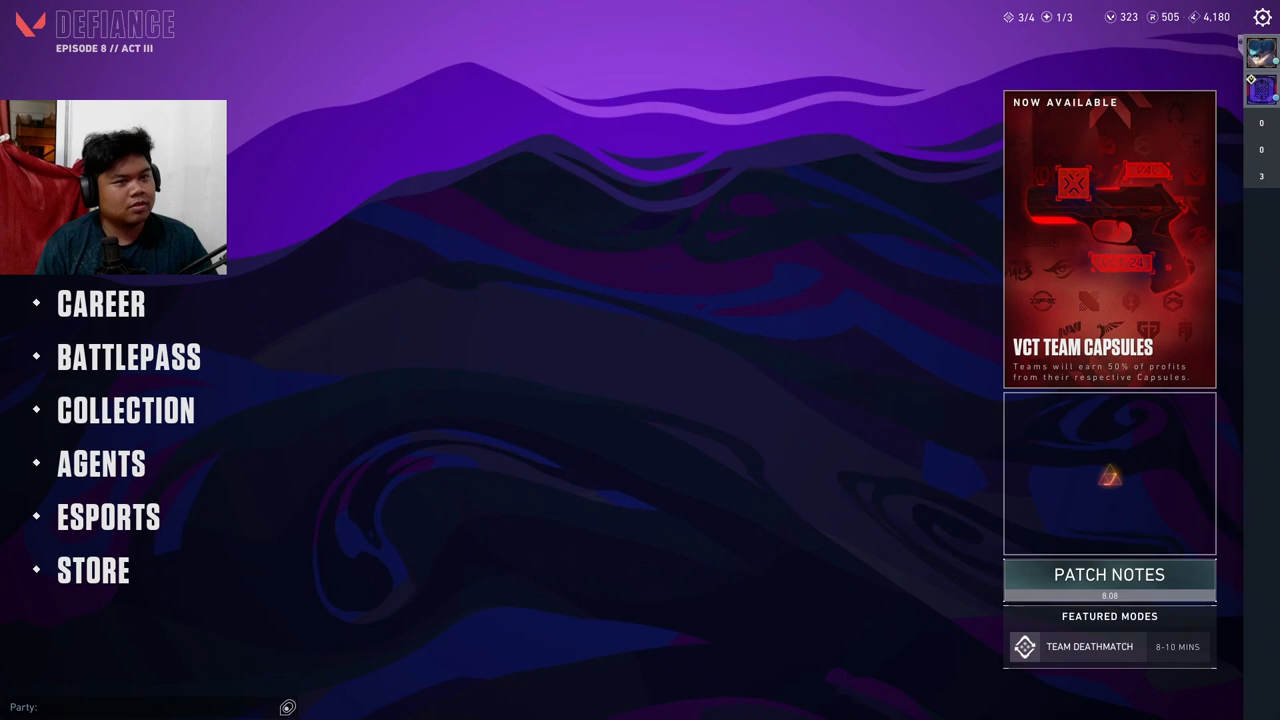 DEFIANCE
EPISODE 8 // ACT III
3/4 1/3 323 505 4,180
NOW AVAILABLE
VCT TEAM CAPSULES
Teams will earn 50% of profits
from their respective Capsules.
0
0
3
CAREER
BATTLEPASS
COLLECTION
AGENTS
ESPORTS
STORE
PATCH NOTES
8.08
FEATURED MODES
TEAM DEATHMATCH 8-10 MINS
Party: